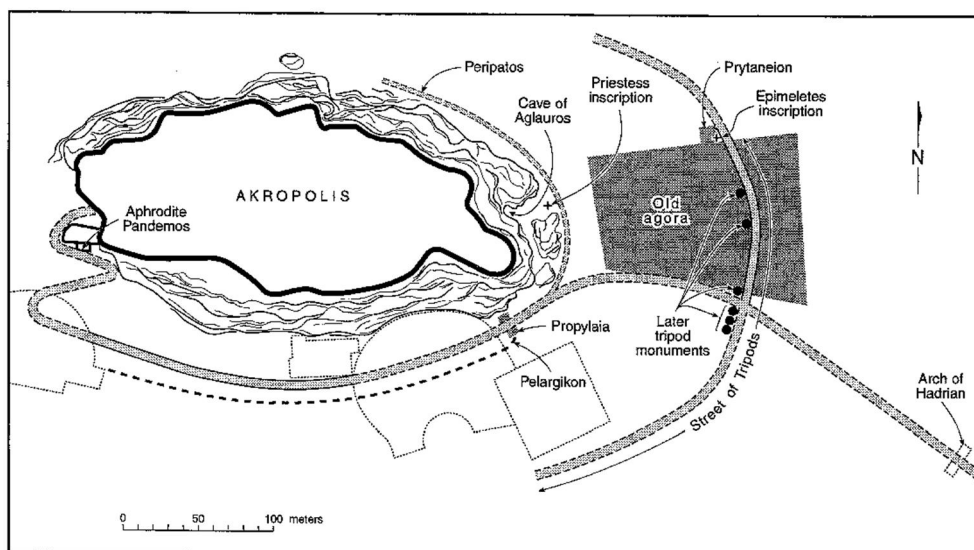 Peripatos
Cave of
Aglauros
Priestess
inscription
Prytaneion
Epimeletes
inscription
N
AKROPOLIS
Old
agora
Aphrodite
Pandemos
Propylaia
Pelargikon
Later
tripod
monuments
Street of Tripods
Arch of
Hadrian
0 50 100 meters